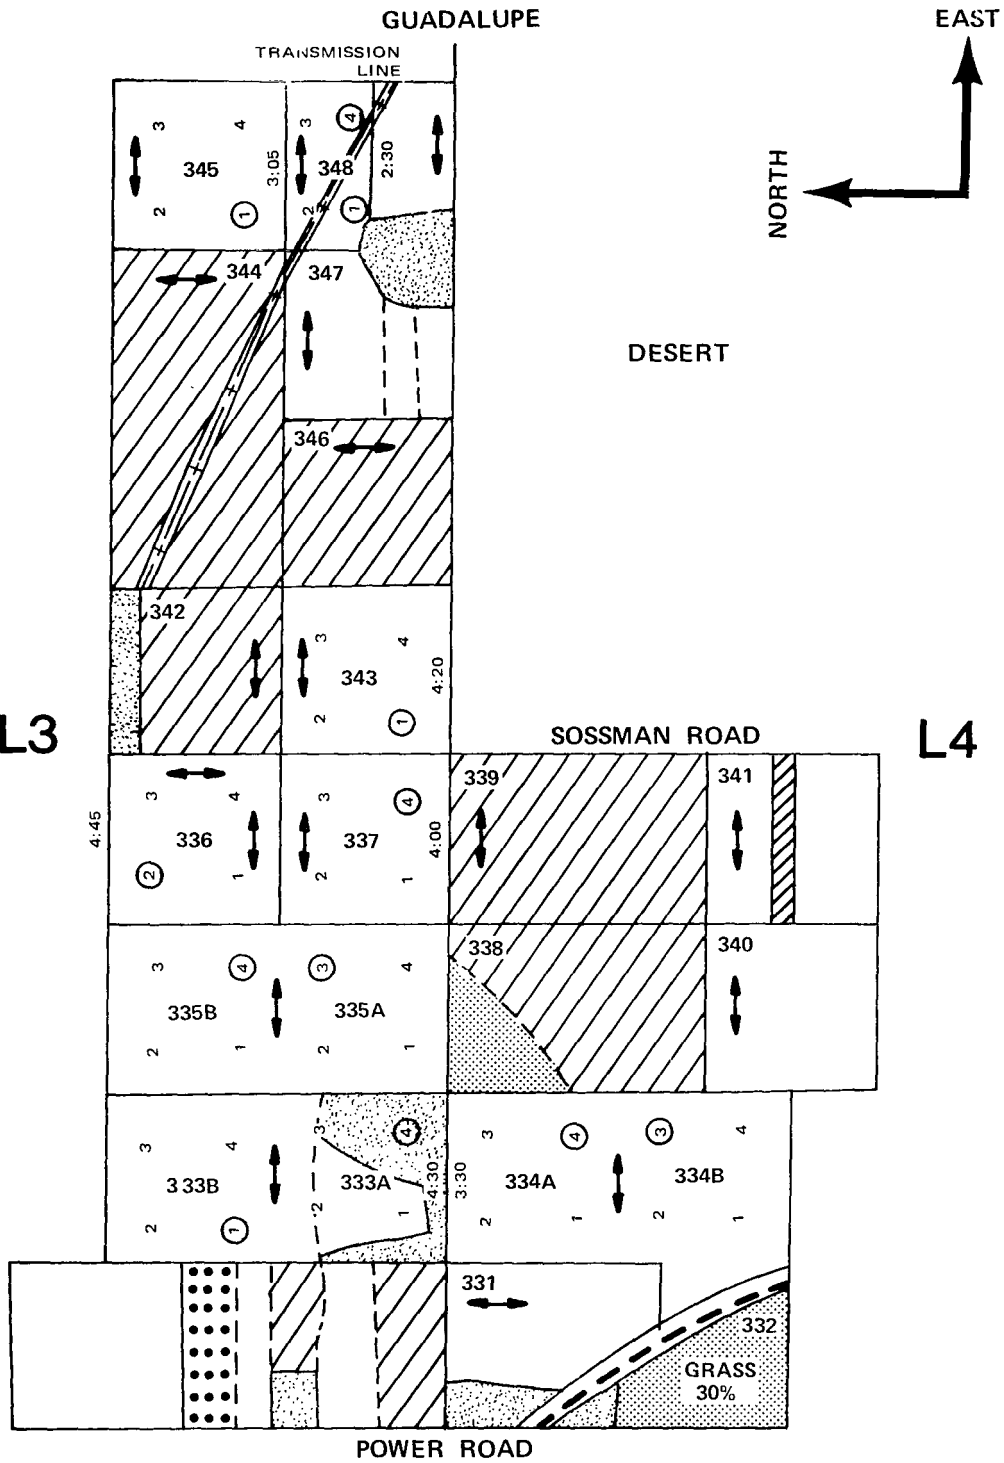 GUADALUPE
EAST
TRANSMISSION
LINE
NORTH
3 4
345
2 1
3:05
3 4
348
2 1
2:30
344
347
DESERT
346
342
3 4
343
2 1
4:20
L3
SOSSMAN ROAD
L4
4:45
3 4
336
2 1
3 4
337
2 1
4:00
339
341
3 4
335B
2 1
3 4
335A
2 1
338
340
3 4
333B
2 1
3 4
333A
2 1
4:30
3:30
3 4
334A
2 1
3 4
334B
2 1
331
332
GRASS
30%
POWER ROAD